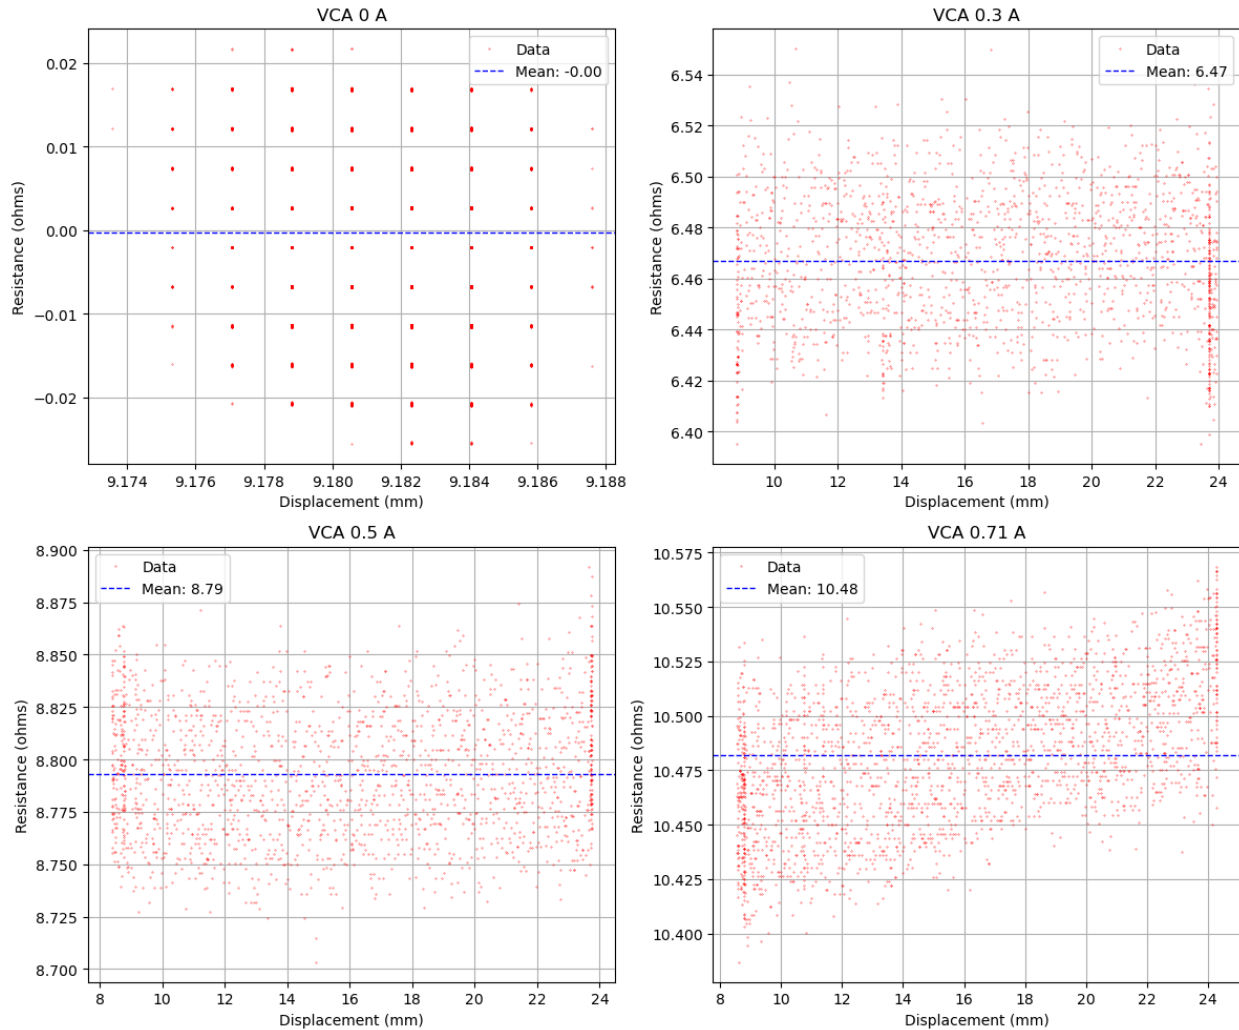 VCA 0 A
Data
Mean: -0.00
Resistance (ohms)
0.02
0.01
0.00
−0.01
−0.02
9.174 9.176 9.178 9.180 9.182 9.184 9.186 9.188
Displacement (mm)
VCA 0.3 A
Data
Mean: 6.47
Resistance (ohms)
6.54
6.52
6.50
6.48
6.46
6.44
6.42
6.40
10 12 14 16 18 20 22 24
Displacement (mm)
VCA 0.5 A
Data
Mean: 8.79
Resistance (ohms)
8.900
8.875
8.850
8.825
8.800
8.775
8.750
8.725
8.700
8 10 12 14 16 18 20 22 24
Displacement (mm)
VCA 0.71 A
Data
Mean: 10.48
Resistance (ohms)
10.575
10.550
10.525
10.500
10.475
10.450
10.425
10.400
8 10 12 14 16 18 20 22 24
Displacement (mm)